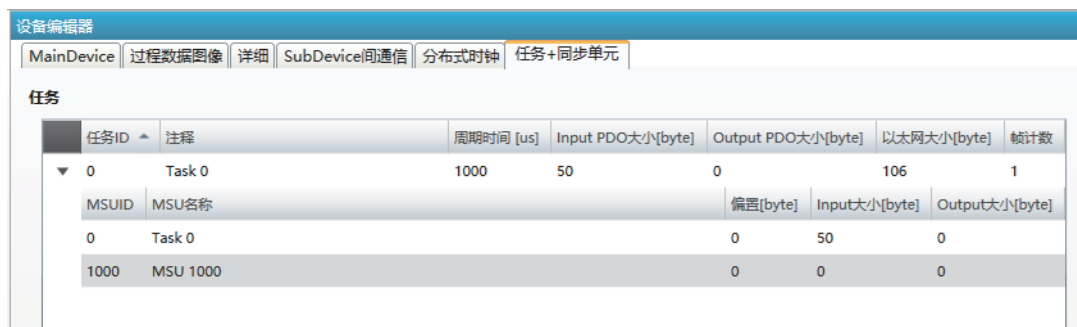 设备编辑器
MainDevice 过程数据图像 详细 SubDevice间通信 分布式时钟 任务+同步单元
任务
任务ID 注释 周期时间 [us] Input PDO大小[byte] Output PDO大小[byte] 以太网大小[byte] 帧计数
0 Task 0 1000 50 0 106 1
MSUID MSU名称 偏置[byte] Input大小[byte] Output大小[byte]
0 Task 0 0 50 0
1000 MSU 1000 0 0 0